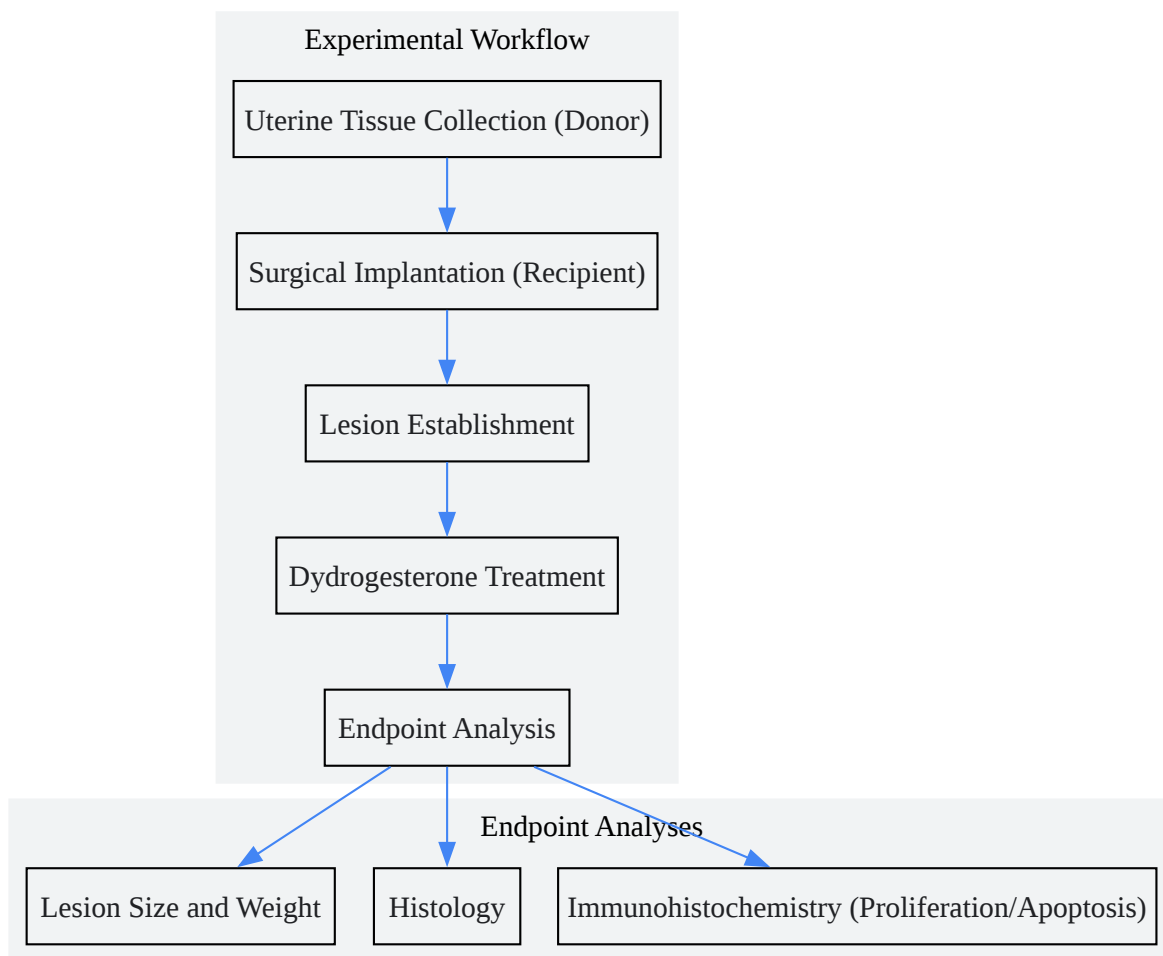 Experimental Workflow
Uterine Tissue Collection (Donor)
Surgical Implantation (Recipient)
Lesion Establishment
Dydrogesterone Treatment
Endpoint Analysis
Endpoint Analyses
Lesion Size and Weight
Histology
Immunohistochemistry (Proliferation/Apoptosis)